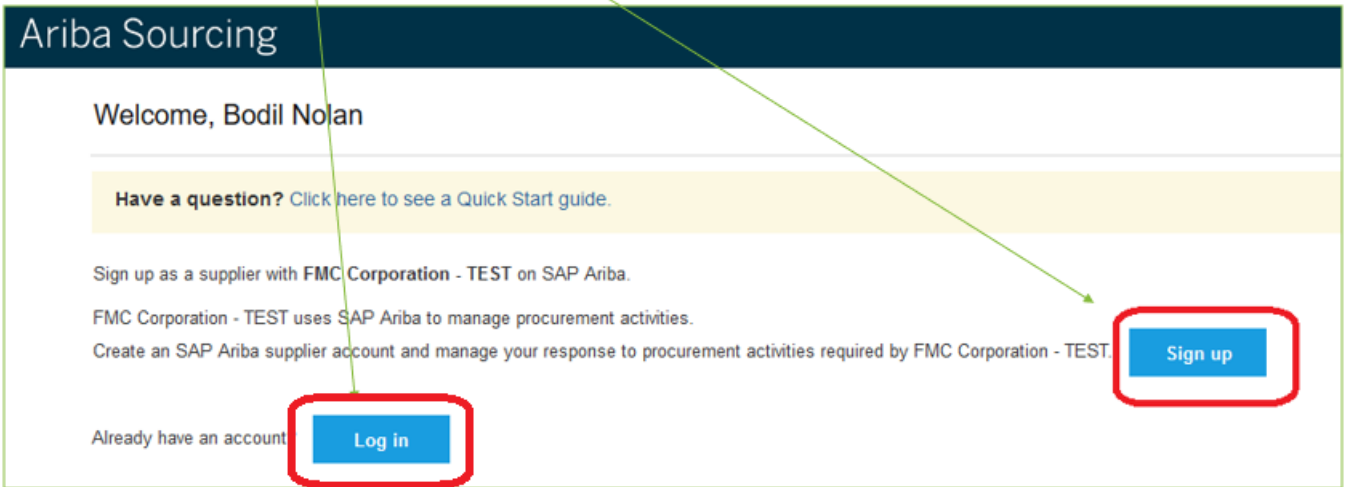 Ariba Sourcing
Welcome, Bodil Nolan
Have a question? Click here to see a Quick Start guide.
Sign up as a supplier with FMC Corporation - TEST on SAP Ariba.
FMC Corporation - TEST uses SAP Ariba to manage procurement activities.
Create an SAP Ariba supplier account and manage your response to procurement activities required by FMC Corporation - TEST.
Sign up
Already have an account?
Log in